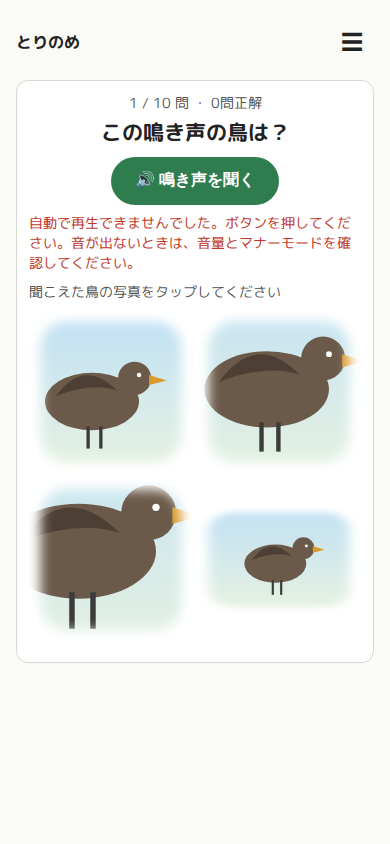 とりのめ
1 / 10 問 · 0問正解
この鳴き声の鳥は？
🔊 鳴き声を聞く
自動で再生できませんでした。ボタンを押してくだ
さい。音が出ないときは、音量とマナーモードを確
認してください。
聞こえた鳥の写真をタップしてください